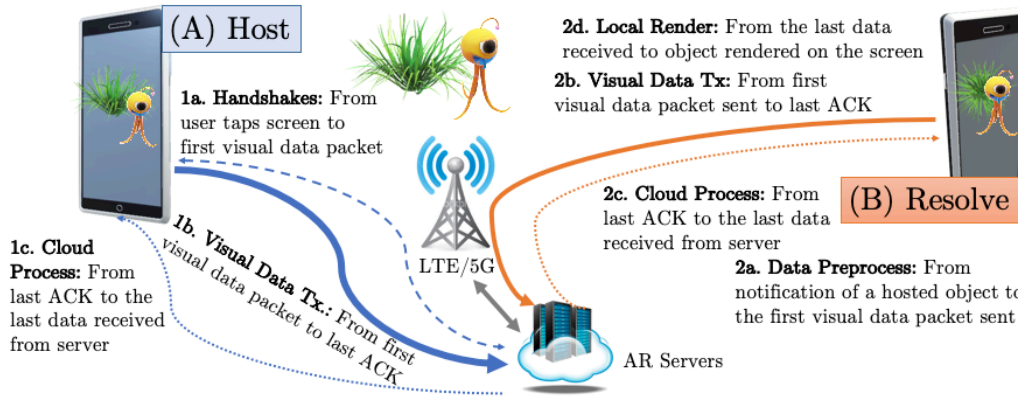 (A) Host
1a. Handshakes: From
user taps screen to
first visual data packet
1b. Visual Data Tx.: From first
visual data packet to last ACK
1c. Cloud
Process: From
last ACK to the
last data received
from server
LTE/5G
AR Servers
2d. Local Render: From the last data
received to object rendered on the screen
2b. Visual Data Tx: From first
visual data packet sent to last ACK
2c. Cloud Process: From
last ACK to the last data
received from server
(B) Resolve
2a. Data Preprocess: From
notification of a hosted object to
the first visual data packet sent